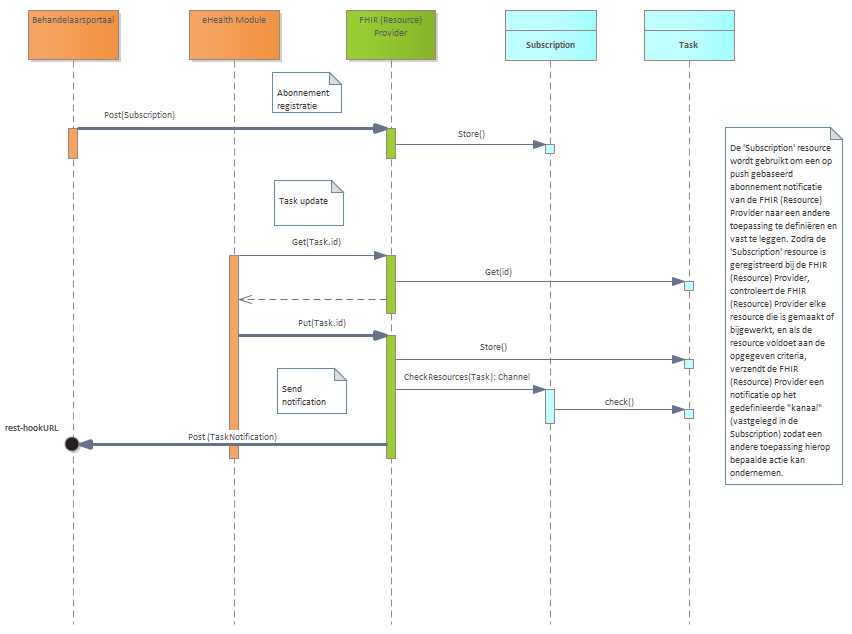 Behandelaarsportaal
eHealth Module
FHIR (Resource)
Provider
Subscription
Task
Abonnement
registratie
Post(Subscription)
Store()
De 'Subscription' resource
wordt gebruikt om een op
push gebaseerd
abonnement notificatie
van de FHIR (Resource)
Provider naar een andere
toepassing te definiëren en
vast te leggen. Zodra de
'Subscription' resource is
geregistreerd bij de FHIR
(Resource) Provider,
controleert de FHIR
(Resource) Provider elke
resource die is gemaakt of
bijgewerkt, en als de
resource voldoet aan de
opgegeven criteria,
verzendt de FHIR
(Resource) Provider een
notificatie op het
gedefinieerde "kanaal"
(vastgelegd in de
Subscription) zodat een
andere toepassing hierop
bepaalde actie kan
ondernemen.
Task update
Get(Task.id)
Get(id)
Put(Task.id)
Store()
CheckResources(Task): Channel
Send
notification
check()
rest-hookURL
Post (TaskNotification)